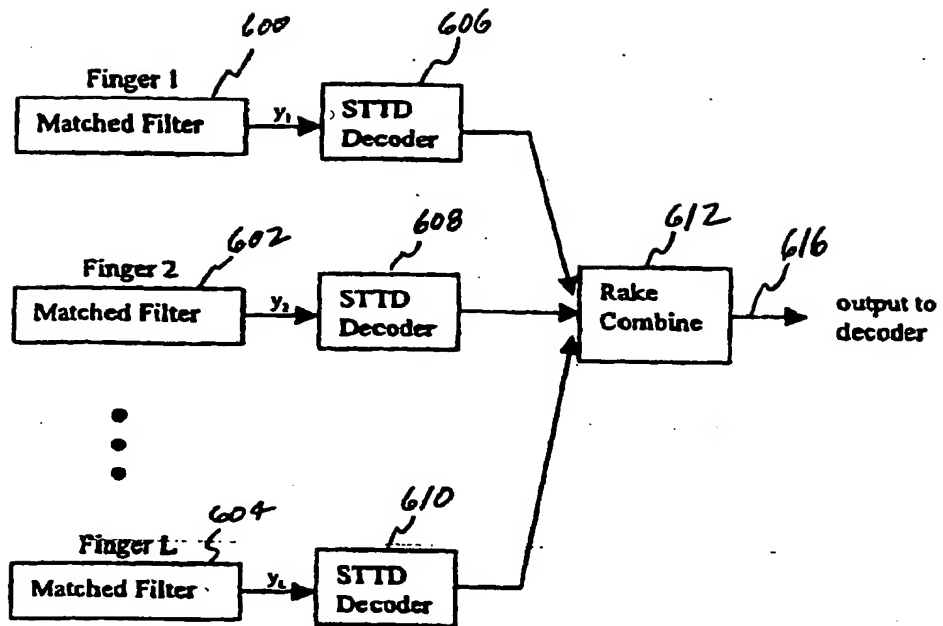 600
606
Finger 1
Matched Filter
y₁
STTD
Decoder
602
608
612
616
Finger 2
Matched Filter
y₂
STTD
Decoder
Rake
Combine
output to
decoder
604
610
Finger L
Matched Filter
y_L
STTD
Decoder